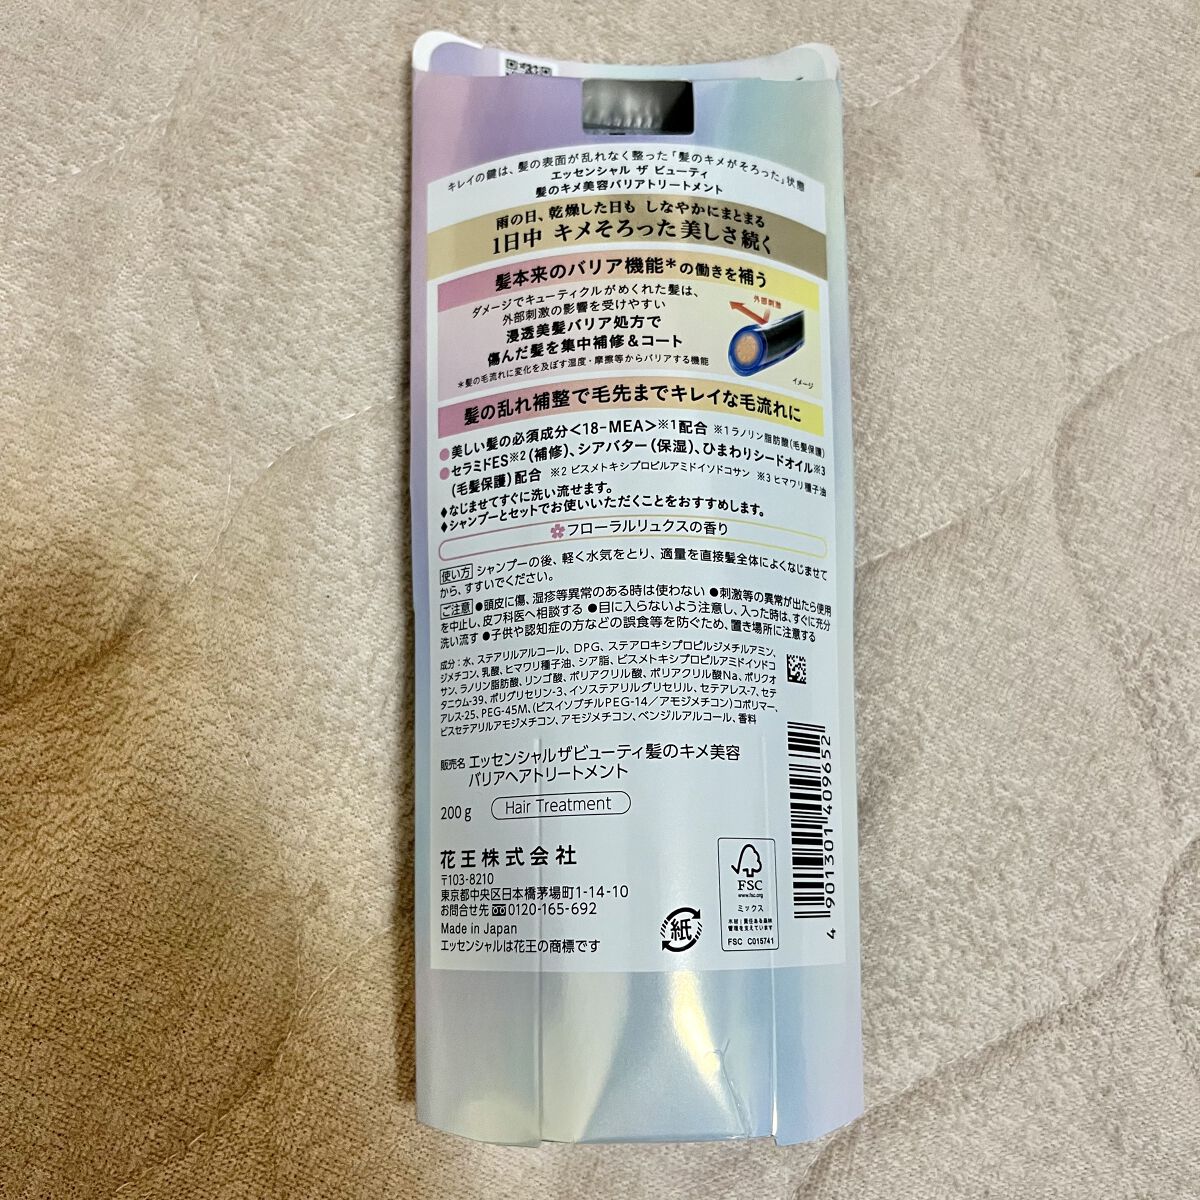 キレイの鍵は、髪の表面が乱れなく整った「髪のキメがそろった」状態
エッセンシャル ザ ビューティ
髪のキメ美容バリアトリートメント
雨の日、乾燥した日も しなやかにまとまる
1日中 キメそろった美しさ続く
髪本来のバリア機能*の働きを補う
ダメージでキューティクルがめくれた髪は、
外部刺激の影響を受けやすい
浸透美髪バリア処方で
傷んだ髪を集中補修&コート
*髪の毛流れに変化を及ぼす湿度・摩擦等からバリアする機能
外部刺激
イメージ
髪の乱れ補整で毛先までキレイな毛流れに
●美しい髪の必須成分<18-MEA>※1配合 ※1 ラノリン脂肪酸(毛髪保護)
●セラミドES※2(補修)、シアバター(保湿)、ひまわりシードオイル※3
(毛髪保護)配合 ※2 ビスメトキシプロピルアミドイソドコサン ※3 ヒマワリ種子油
♦なじませてすぐに洗い流せます。
♦シャンプーとセットでお使いいただくことをおすすめします。
フローラルリュクスの香り
使い方 シャンプーの後、軽く水気をとり、適量を直接髪全体によくなじませて
から、すすいでください。
ご注意 ●頭皮に傷、湿疹等異常のある時は使わない ●刺激等の異常が出たら使用
を中止し、皮フ科医へ相談する ●目に入らないよう注意し、入った時は、すぐに充分
洗い流す ●子供や認知症の方などの誤食等を防ぐため、置き場所に注意する
成分:水、ステアリルアルコール、DPG、ステアロキシプロピルジメチルアミン、
ジメチコン、乳酸、ヒマワリ種子油、シア脂、ビスメトキシプロピルアミドイソドコ
サン、ラノリン脂肪酸、リンゴ酸、ポリアクリル酸、ポリアクリル酸Na、ポリクオ
タニウム-39、ポリグリセリン-3、イソステアリルグリセリル、セテアレス-7、セテ
アレス-25、PEG-45M、(ビスイソブチルPEG-14/アモジメチコン)コポリマー、
ビスセテアリルアモジメチコン、アモジメチコン、ベンジルアルコール、香料
販売名 エッセンシャルザビューティ髪のキメ美容
バリアヘアトリートメント
200g Hair Treatment
花王株式会社
〒103-8210
東京都中央区日本橋茅場町1-14-10
お問合せ先 0120-165-692
Made in Japan
エッセンシャルは花王の商標です
紙
FSC
www.fsc.org
ミックス
木材|責任ある森林
管理を支えています
FSC C015741
4 901301 409652